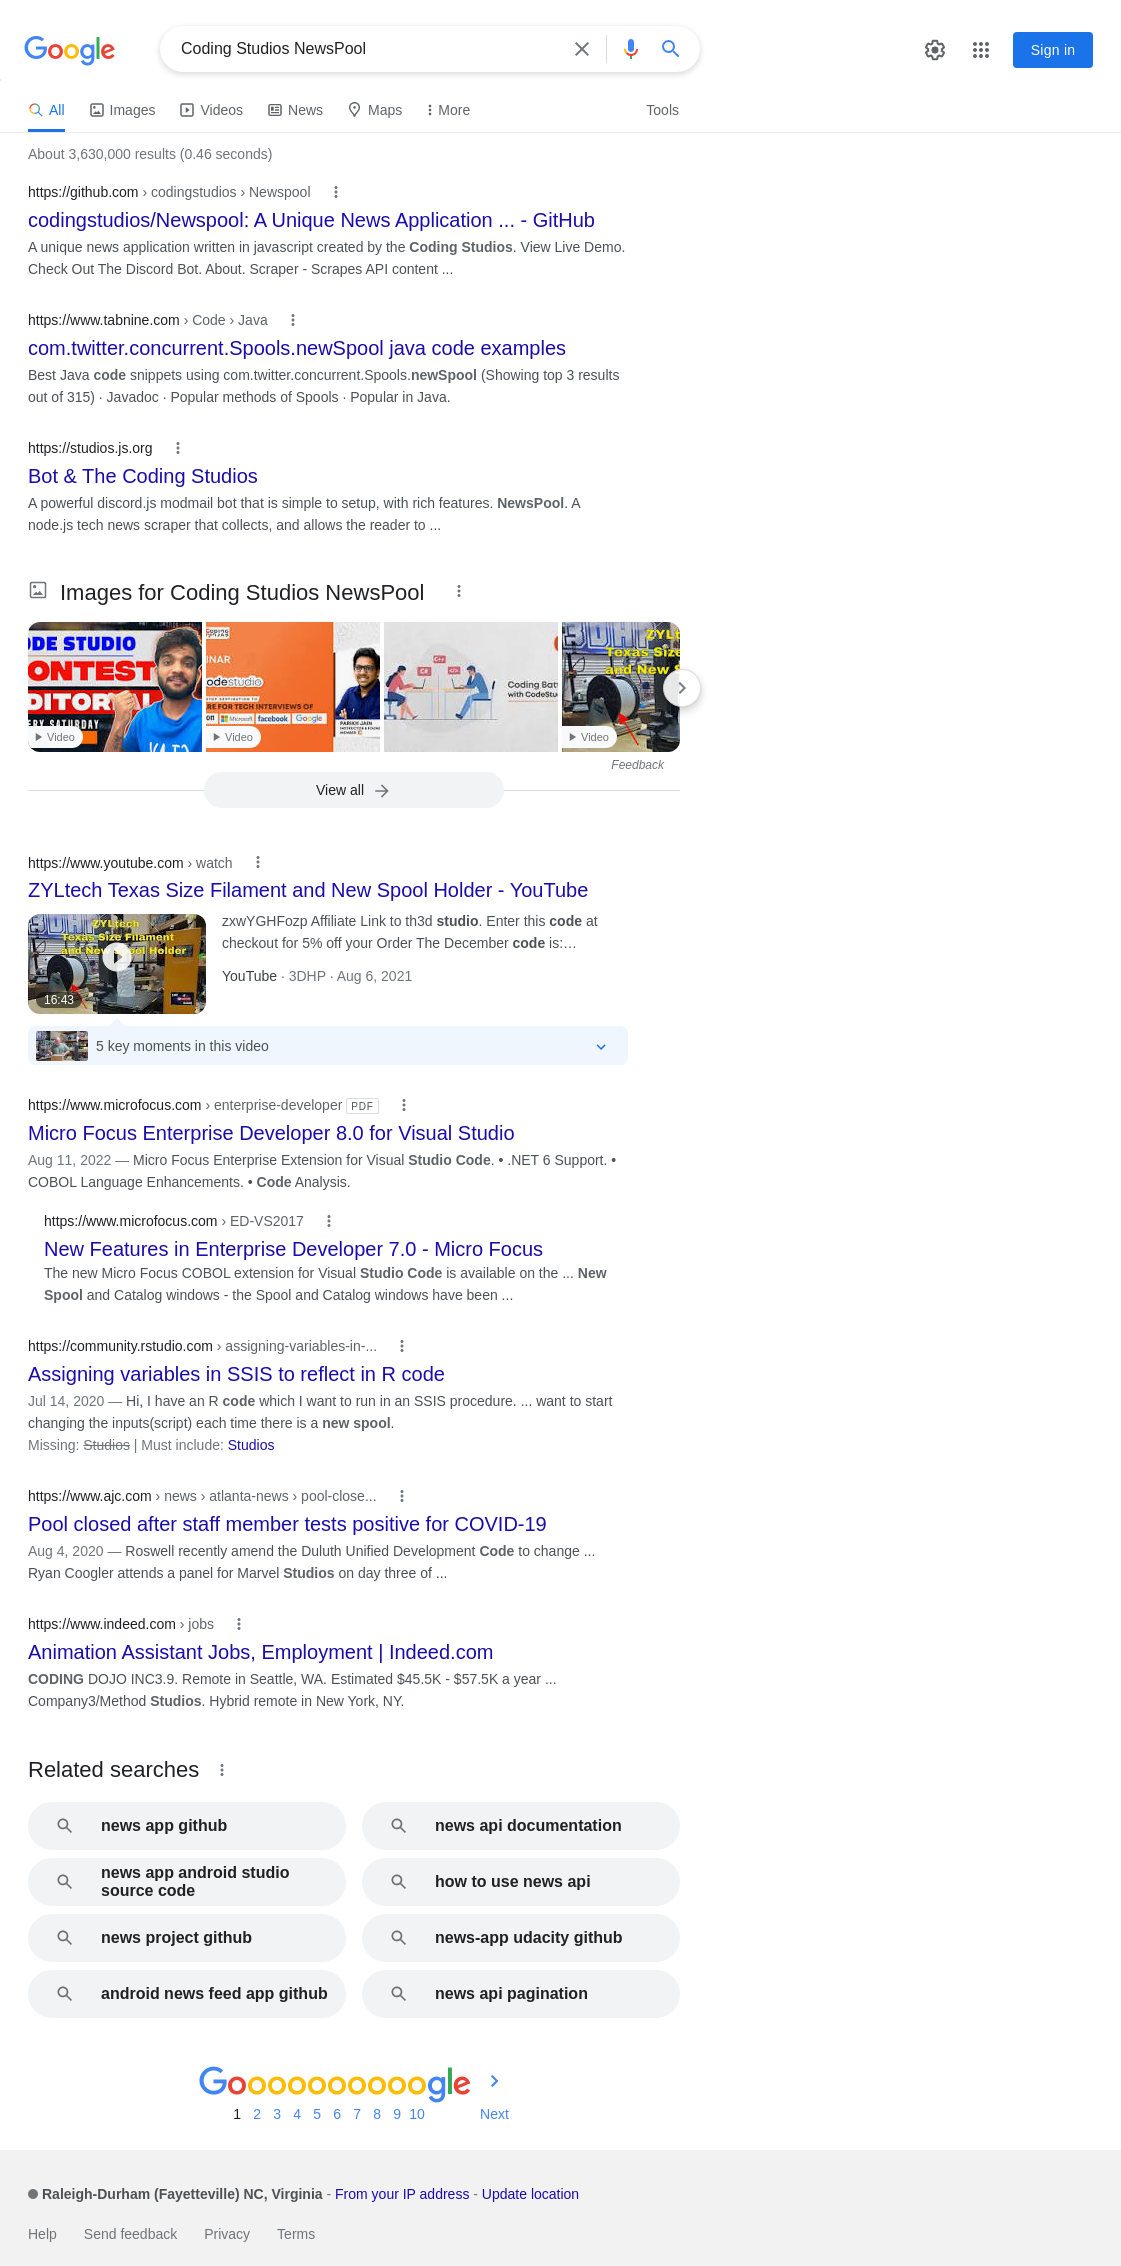 Google
Coding Studios NewsPool
Sign in
All
Images
Videos
News
Maps
More
Tools
About 3,630,000 results (0.46 seconds)
https://github.com › codingstudios › Newspool
codingstudios/Newspool: A Unique News Application ... - GitHub
A unique news application written in javascript created by the Coding Studios. View Live Demo.
Check Out The Discord Bot. About. Scraper - Scrapes API content ...
https://www.tabnine.com › Code › Java
com.twitter.concurrent.Spools.newSpool java code examples
Best Java code snippets using com.twitter.concurrent.Spools.newSpool (Showing top 3 results
out of 315) · Javadoc · Popular methods of Spools · Popular in Java.
https://studios.js.org
Bot & The Coding Studios
A powerful discord.js modmail bot that is simple to setup, with rich features. NewsPool. A
node.js tech news scraper that collects, and allows the reader to ...
Images for Coding Studios NewsPool
ODE STUDIO
ONTEST
DITORIAL
RY SATURDAY
Video
INAR
odestudio
RE FOR TECH INTERVIEWS OF
Microsoft facebook Google
PARIKH JAIN
Video
C++
C#
</>
Coding Batt
with CodeStud
3DHP
ZYLt
Texas Size
and New S
Video
Feedback
View all
https://www.youtube.com › watch
ZYLtech Texas Size Filament and New Spool Holder - YouTube
3DHP
ZYLtech
Texas Size Filament
and New Spool Holder
16:43
zxwYGHFozp Affiliate Link to th3d studio. Enter this code at
checkout for 5% off your Order The December code is:…
YouTube · 3DHP · Aug 6, 2021
5 key moments in this video
https://www.microfocus.com › enterprise-developer PDF
Micro Focus Enterprise Developer 8.0 for Visual Studio
Aug 11, 2022 — Micro Focus Enterprise Extension for Visual Studio Code. • .NET 6 Support. •
COBOL Language Enhancements. • Code Analysis.
https://www.microfocus.com › ED-VS2017
New Features in Enterprise Developer 7.0 - Micro Focus
The new Micro Focus COBOL extension for Visual Studio Code is available on the ... New
Spool and Catalog windows - the Spool and Catalog windows have been ...
https://community.rstudio.com › assigning-variables-in-...
Assigning variables in SSIS to reflect in R code
Jul 14, 2020 — Hi, I have an R code which I want to run in an SSIS procedure. ... want to start
changing the inputs(script) each time there is a new spool.
Missing: Studios | Must include: Studios
https://www.ajc.com › news › atlanta-news › pool-close...
Pool closed after staff member tests positive for COVID-19
Aug 4, 2020 — Roswell recently amend the Duluth Unified Development Code to change ...
Ryan Coogler attends a panel for Marvel Studios on day three of ...
https://www.indeed.com › jobs
Animation Assistant Jobs, Employment | Indeed.com
CODING DOJO INC3.9. Remote in Seattle, WA. Estimated $45.5K - $57.5K a year ...
Company3/Method Studios. Hybrid remote in New York, NY.
Related searches
news app github
news api documentation
news app android studio
source code
how to use news api
news project github
news-app udacity github
android news feed app github
news api pagination
Goooooooooogle
1 2 3 4 5 6 7 8 9 10 Next
Raleigh-Durham (Fayetteville) NC, Virginia - From your IP address - Update location
Help Send feedback Privacy Terms